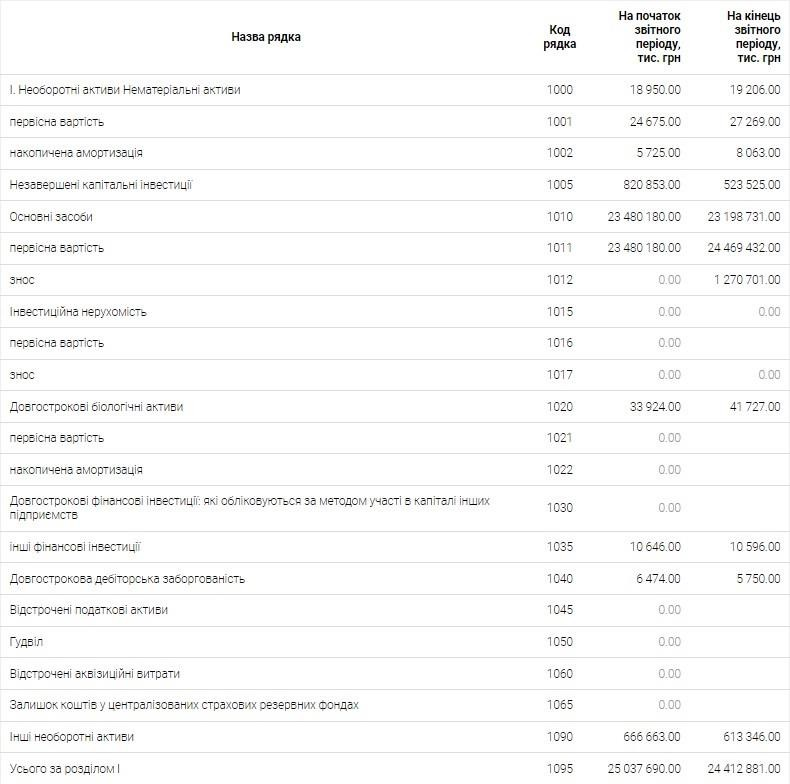 Назва рядка Код рядка На початок звітного періоду, тис. грн На кінець звітного періоду, тис. грн
I. Необоротні активи Нематеріальні активи 1000 18 950.00 19 206.00
первісна вартість 1001 24 675.00 27 269.00
накопичена амортизація 1002 5 725.00 8 063.00
Незавершені капітальні інвестиції 1005 820 853.00 523 525.00
Основні засоби 1010 23 480 180.00 23 198 731.00
первісна вартість 1011 23 480 180.00 24 469 432.00
знос 1012 0.00 1 270 701.00
Інвестиційна нерухомість 1015 0.00 0.00
первісна вартість 1016 0.00
знос 1017 0.00 0.00
Довгострокові біологічні активи 1020 33 924.00 41 727.00
первісна вартість 1021 0.00
накопичена амортизація 1022 0.00
Довгострокові фінансові інвестиції: які обліковуються за методом участі в капіталі інших
підприємств 1030 0.00
інші фінансові інвестиції 1035 10 646.00 10 596.00
Довгострокова дебіторська заборгованість 1040 6 474.00 5 750.00
Відстрочені податкові активи 1045 0.00
Гудвіл 1050 0.00
Відстрочені аквізиційні витрати 1060 0.00
Залишок коштів у централізованих страхових резервних фондах 1065 0.00
Інші необоротні активи 1090 666 663.00 613 346.00
Усього за розділом I 1095 25 037 690.00 24 412 881.00